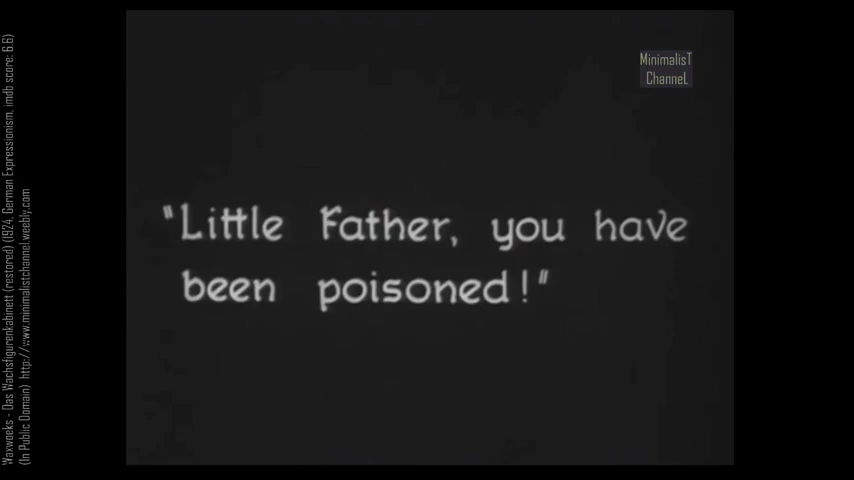 MinimalisT
ChanneL
"Little Father, you have
been poisoned!"
Waxwoeks - Das Wachsfigurenkabinett (restored) (1924, German Expressionism, imdb score: 6.6)
(In Public Domain) http://www.minimalistchannel.weebly.com